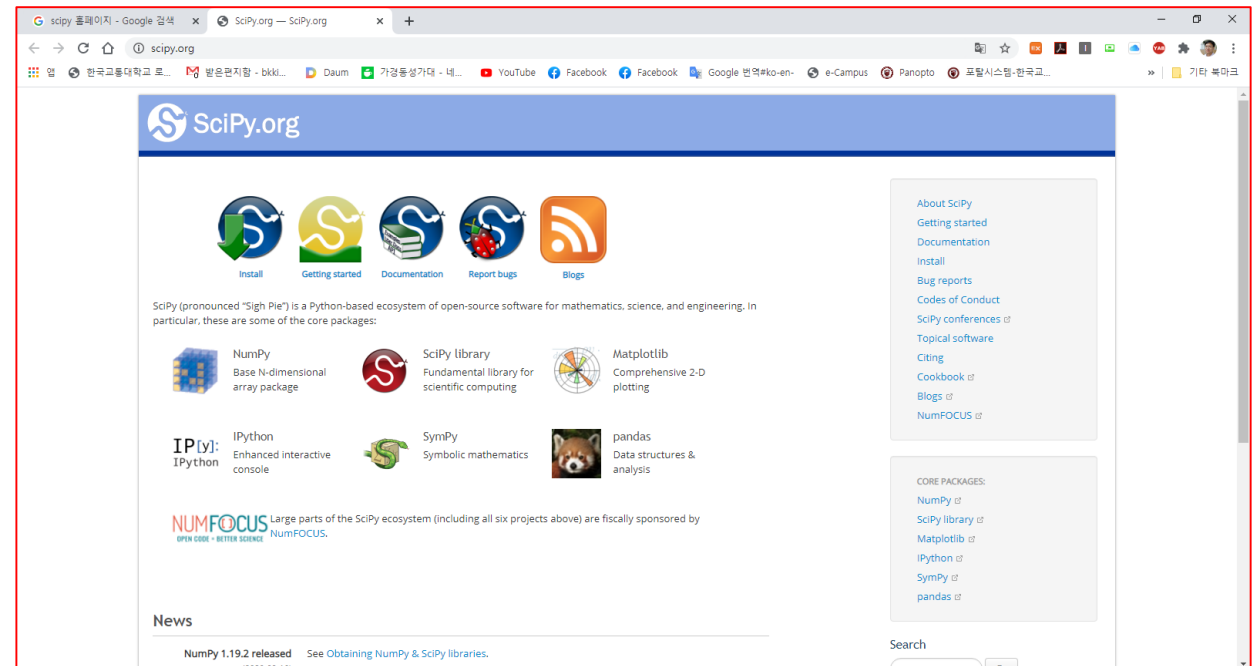 scipy 홈페이지 - Google 검색
SciPy.org — SciPy.org
scipy.org
앱 한국교통대학교 로... 받은편지함 - bkki... Daum 가경동성가대 - 네... YouTube Facebook Facebook Google 번역#ko-en- e-Campus Panopto 포탈시스템-한국교... » 기타 북마크
SciPy.org
Install Getting started Documentation Report bugs Blogs
SciPy (pronounced “Sigh Pie”) is a Python-based ecosystem of open-source software for mathematics, science, and engineering. In
particular, these are some of the core packages:
NumPy
Base N-dimensional
array package
SciPy library
Fundamental library for
scientific computing
Matplotlib
Comprehensive 2-D
plotting
IP[y]:
IPython
IPython
Enhanced interactive
console
SymPy
Symbolic mathematics
pandas
Data structures &
analysis
NUMFOCUS
OPEN CODE = BETTER SCIENCE
Large parts of the SciPy ecosystem (including all six projects above) are fiscally sponsored by
NumFOCUS.
News
NumPy 1.19.2 released See Obtaining NumPy & SciPy libraries.
About SciPy
Getting started
Documentation
Install
Bug reports
Codes of Conduct
SciPy conferences
Topical software
Citing
Cookbook
Blogs
NumFOCUS
CORE PACKAGES:
NumPy
SciPy library
Matplotlib
IPython
SymPy
pandas
Search